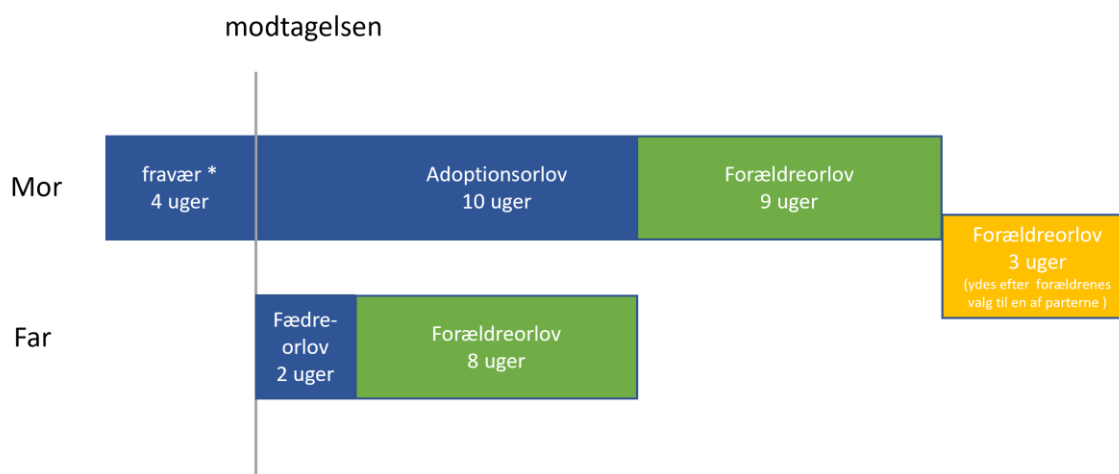 modtagelsen
Mor
fravær *
4 uger
Adoptionsorlov
10 uger
Forældreorlov
9 uger
Forældreorlov
3 uger
(ydes efter forældrenes
valg til en af parterne )
Far
Fædre-
orlov
2 uger
Forældreorlov
8 uger